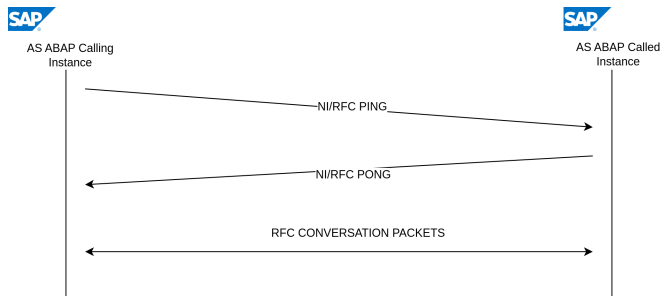 SAP
SAP
AS ABAP Calling
Instance
AS ABAP Called
Instance
NI/RFC PING
NI/RFC PONG
RFC CONVERSATION PACKETS